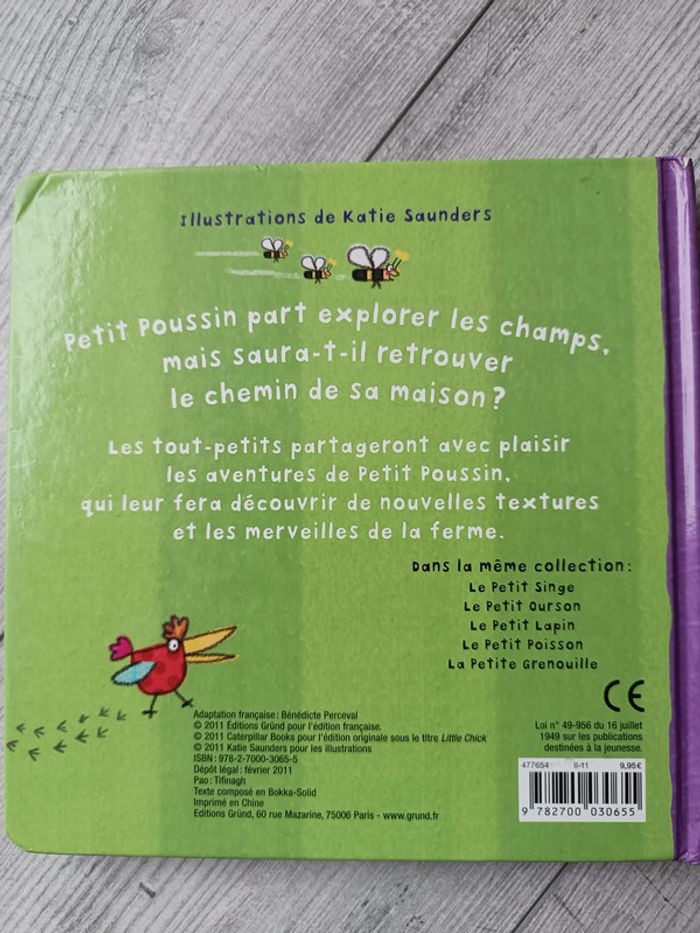 Illustrations de Katie Saunders
Petit Poussin part explorer les champs,
mais saura-t-il retrouver
le chemin de sa maison ?
Les tout-petits partageront avec plaisir
les aventures de Petit Poussin,
qui leur fera découvrir de nouvelles textures
et les merveilles de la ferme.
Dans la même collection :
Le Petit Singe
Le Petit Ourson
Le Petit Lapin
Le Petit Poisson
La Petite Grenouille
CE
Adaptation française : Bénédicte Perceval
© 2011 Éditions Gründ pour l'édition française.
© 2011 Caterpillar Books pour l'édition originale sous le titre Little Chick
© 2011 Katie Saunders pour les illustrations
ISBN : 978-2-7000-3065-5
Dépôt légal : février 2011
Pao : Tifinagh
Texte composé en Bokka-Solid
Imprimé en Chine
Editions Gründ, 60 rue Mazarine, 75006 Paris - www.grund.fr
Loi n° 49-956 du 16 juillet
1949 sur les publications
destinées à la jeunesse.
477654 II-11 9,95€
9 782700 030655